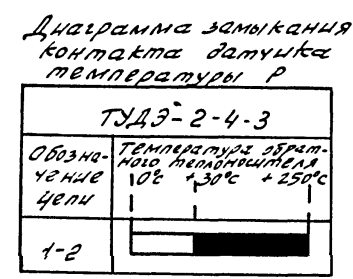 Диаграмма замыкания
контакта датчика
температуры Р
ТУДЭ-2-4-3
Обозна-
чение
цепи
Температура обрат-
ного теплоносителя
0°с +30°с +250°с
1-2